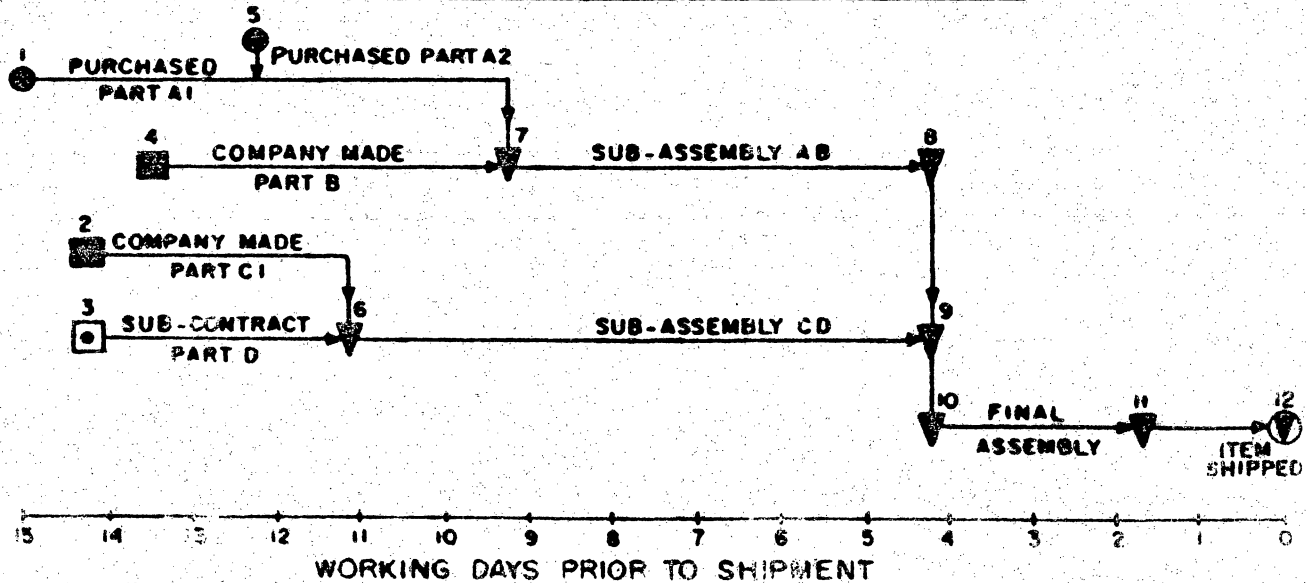 5
1
PURCHASED PART A2
PURCHASED
PART A1
4
7
8
COMPANY MADE
SUB-ASSEMBLY AB
PART B
2
COMPANY MADE
PART C1
3
6
9
SUB-CONTRACT
SUB-ASSEMBLY CD
PART D
10
11
12
FINAL
ASSEMBLY
ITEM
SHIPPED
15 14 13 12 11 10 9 8 7 6 5 4 3 2 1 0
WORKING DAYS PRIOR TO SHIPMENT